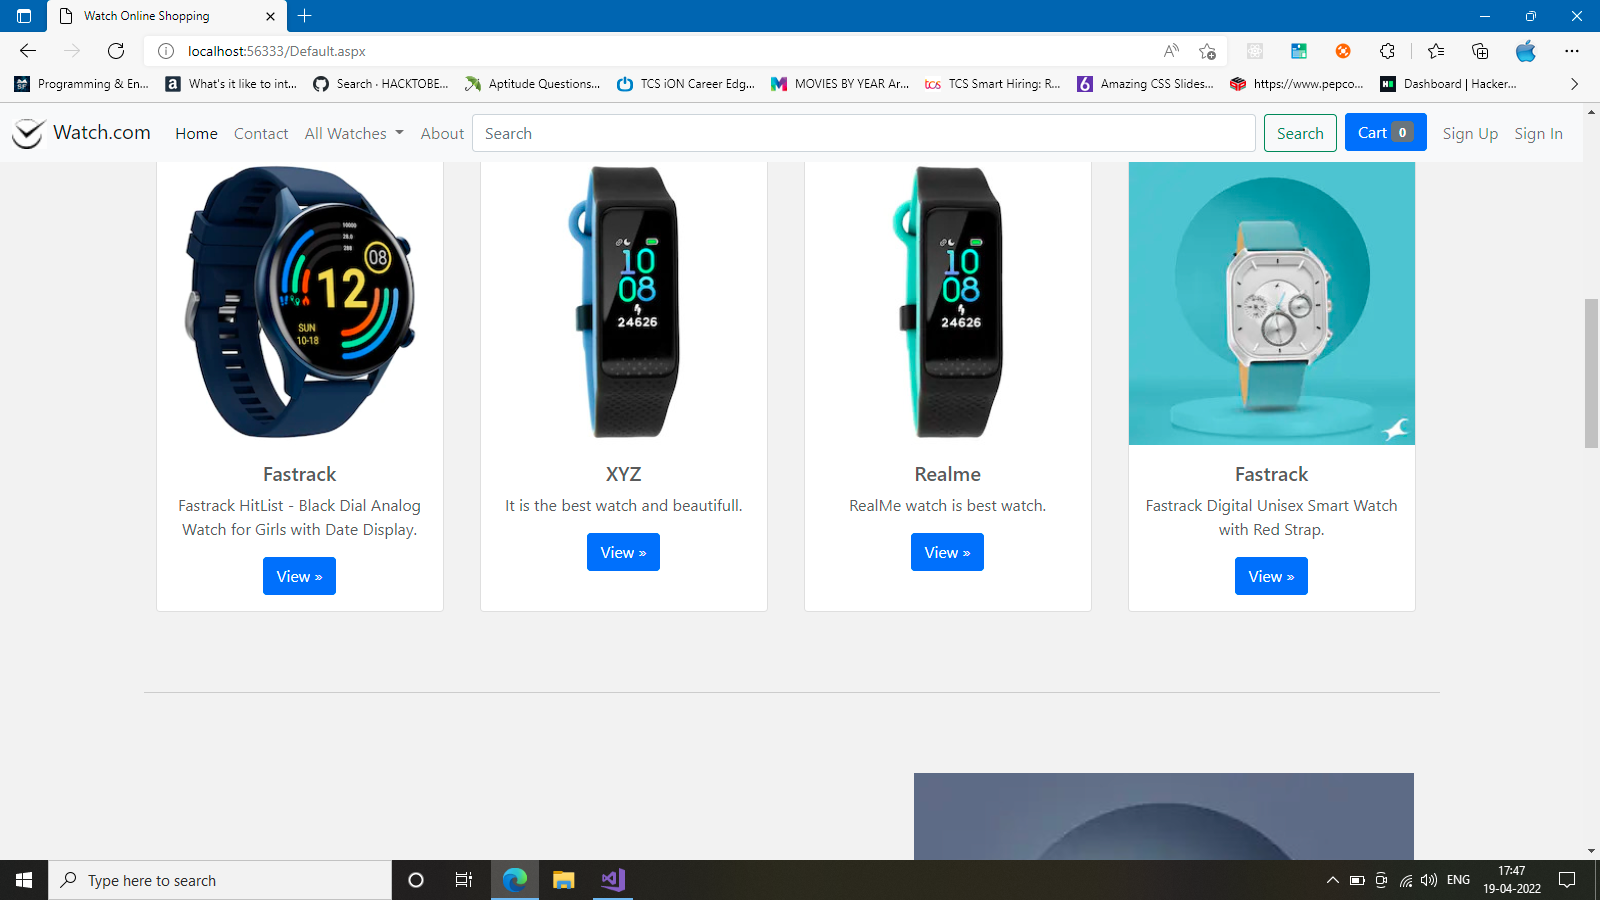 Watch Online Shopping
localhost:56333/Default.aspx
Programming & En... What's it like to int... Search · HACKTOBE... Aptitude Questions... TCS iON Career Edg... MOVIES BY YEAR Ar... TCS Smart Hiring: R... Amazing CSS Slides... https://www.pepco... Dashboard | Hacker...
Watch.com Home Contact All Watches About Search Search Cart 0 Sign Up Sign In
10000
26.0
288
08
12
SUN
10-18
10
08
24626
10
08
24626
Fastrack
Fastrack HitList - Black Dial Analog
Watch for Girls with Date Display.
View »
XYZ
It is the best watch and beautifull.
View »
Realme
RealMe watch is best watch.
View »
Fastrack
Fastrack Digital Unisex Smart Watch
with Red Strap.
View »
Type here to search
ENG
17:47
19-04-2022